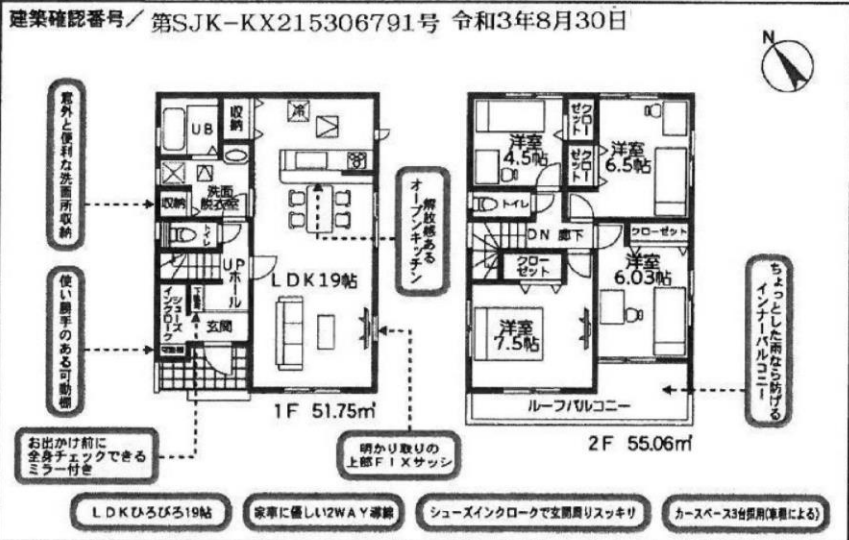 建築確認番号/ 第SJK-KX215306791号 令和3年8月30日
N
意外と便利な洗面所収納
使い勝手のある可動棚
お出かけ前に
全身チェックできる
ミラー付き
UB
収納
冷
洗面
脱衣室
収納
トイレ
UP
ホール
下足箱
シューズ
インクローク
可動棚
玄関
LDK19帖
1F 51.75㎡
解放感ある
オープンキッチン
明かり取りの
上部FIXサッシ
洋室
4.5帖
クロー
ゼット
クロー
ゼット
洋室
6.5帖
トイレ
DN 廊下
クローゼット
クロー
ゼット
洋室
6.03帖
洋室
7.5帖
ルーフバルコニー
2F 55.06㎡
ちょっとした雨なら防げる
インナーバルコニー
LDKひろびろ19帖
家事に優しい2WAY導線
シューズインクロークで玄関周りスッキリ
カースペース3台採用(車種による)